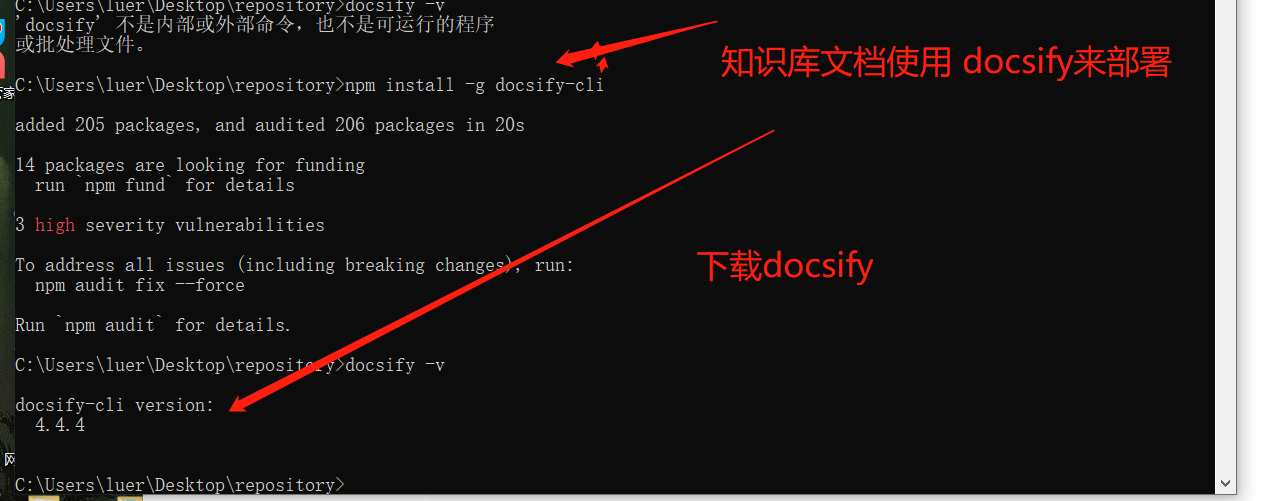 C:\Users\luer\Desktop\repository>docsify -v
'docsify' 不是内部或外部命令，也不是可运行的程序
或批处理文件。
知识库文档使用 docsify来部署
C:\Users\luer\Desktop\repository>npm install -g docsify-cli
added 205 packages, and audited 206 packages in 20s
14 packages are looking for funding
run `npm fund` for details
3 high severity vulnerabilities
To address all issues (including breaking changes), run:
npm audit fix --force
下载docsify
Run `npm audit` for details.
C:\Users\luer\Desktop\repository>docsify -v
docsify-cli version:
4.4.4
C:\Users\luer\Desktop\repository>